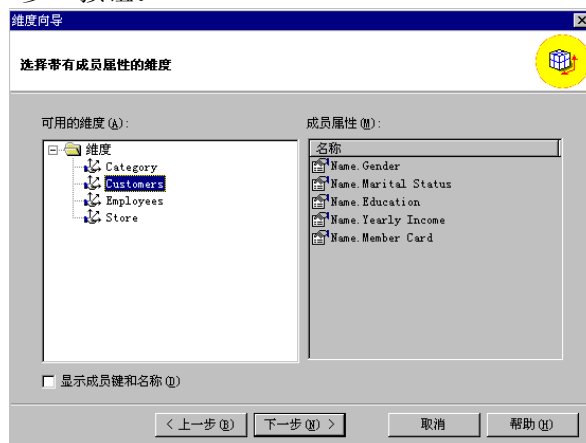 维度向导
选择带有成员属性的维度
可用的维度(A):
维度
Category
Customers
Employees
Store
成员属性(M):
名称
Name.Gender
Name.Marital Status
Name.Education
Name.Yearly Income
Name.Member Card
显示成员键和名称(D)
< 上一步(B)
下一步(N) >
取消
帮助(H)